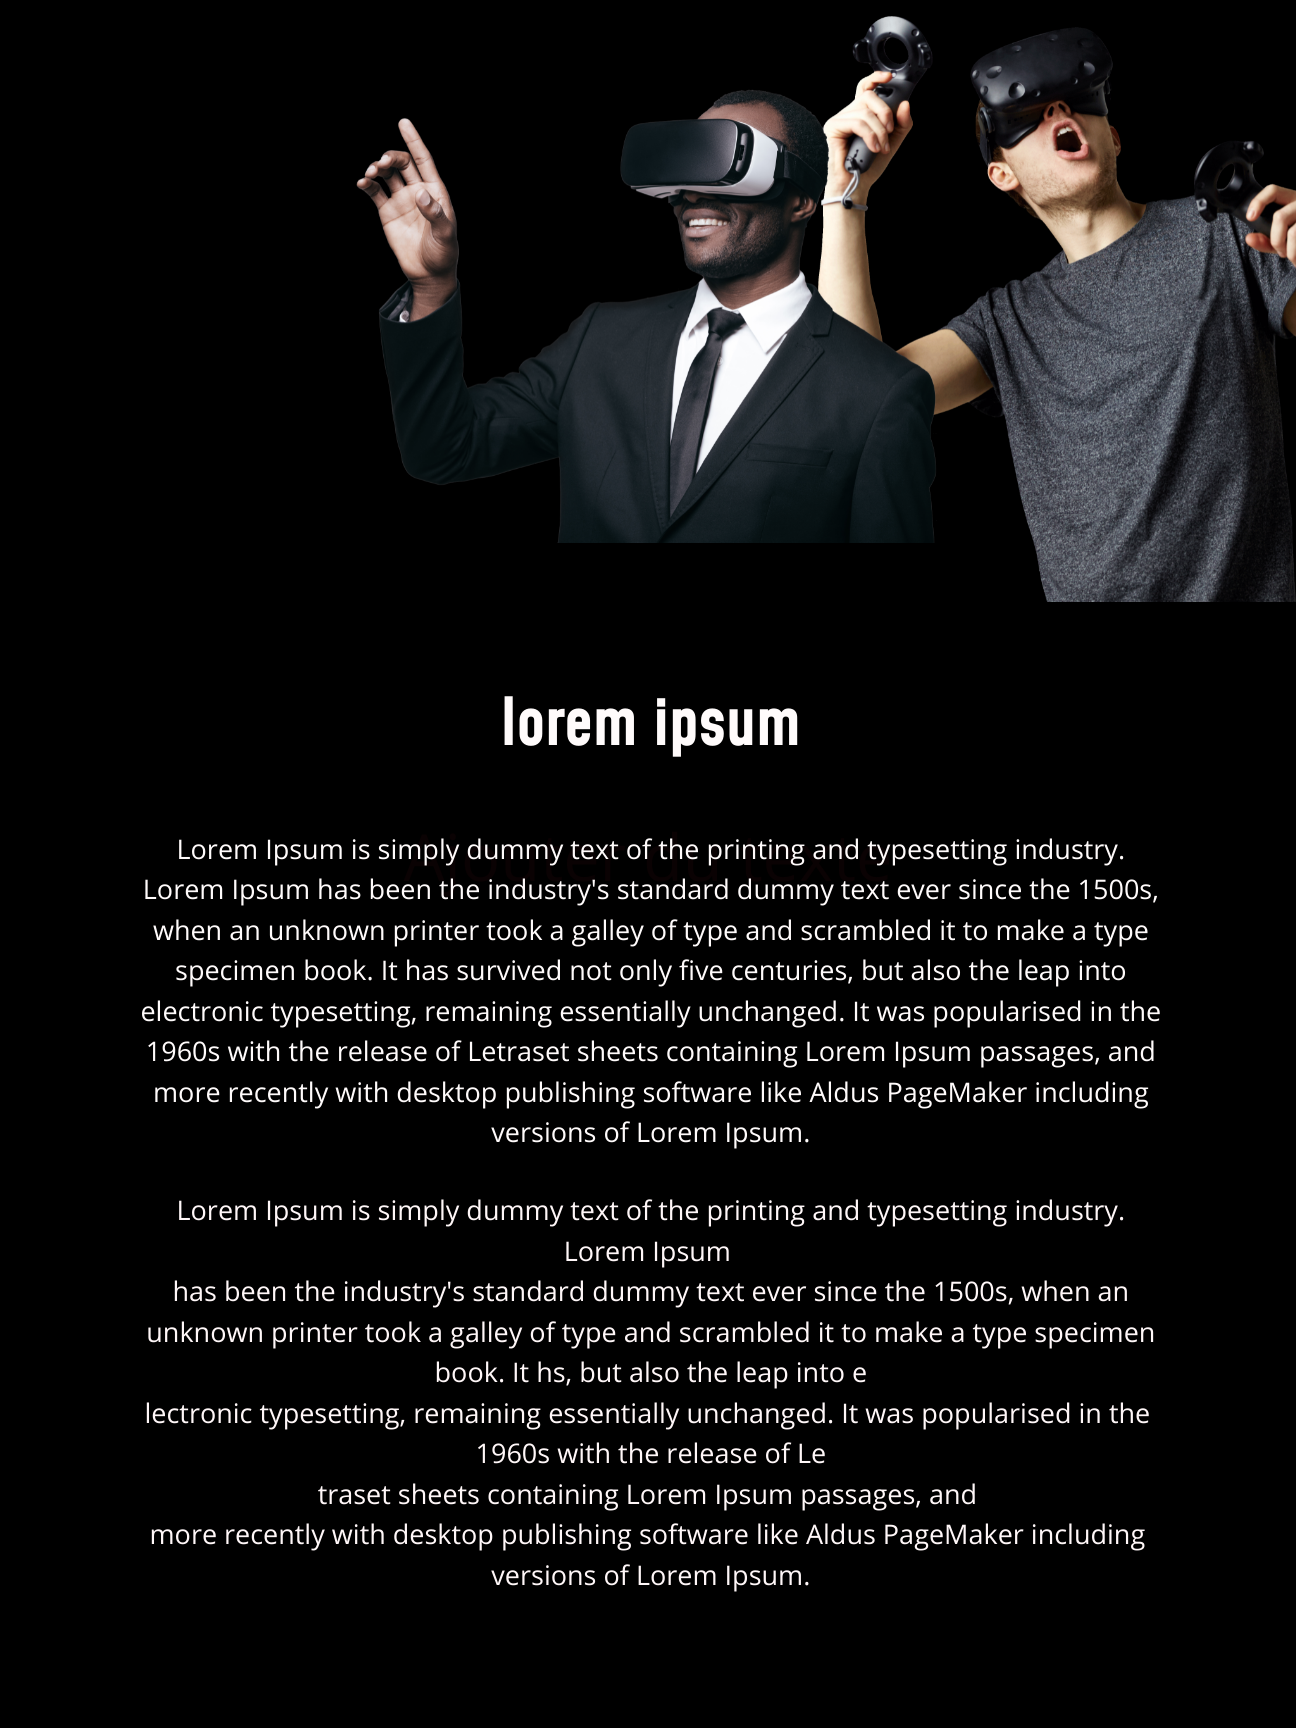 lorem ipsum
Lorem Ipsum is simply dummy text of the printing and typesetting industry.
Lorem Ipsum has been the industry's standard dummy text ever since the 1500s,
when an unknown printer took a galley of type and scrambled it to make a type
specimen book. It has survived not only five centuries, but also the leap into
electronic typesetting, remaining essentially unchanged. It was popularised in the
1960s with the release of Letraset sheets containing Lorem Ipsum passages, and
more recently with desktop publishing software like Aldus PageMaker including
versions of Lorem Ipsum.
Lorem Ipsum is simply dummy text of the printing and typesetting industry.
Lorem Ipsum
has been the industry's standard dummy text ever since the 1500s, when an
unknown printer took a galley of type and scrambled it to make a type specimen
book. It hs, but also the leap into e
lectronic typesetting, remaining essentially unchanged. It was popularised in the
1960s with the release of Le
traset sheets containing Lorem Ipsum passages, and
more recently with desktop publishing software like Aldus PageMaker including
versions of Lorem Ipsum.